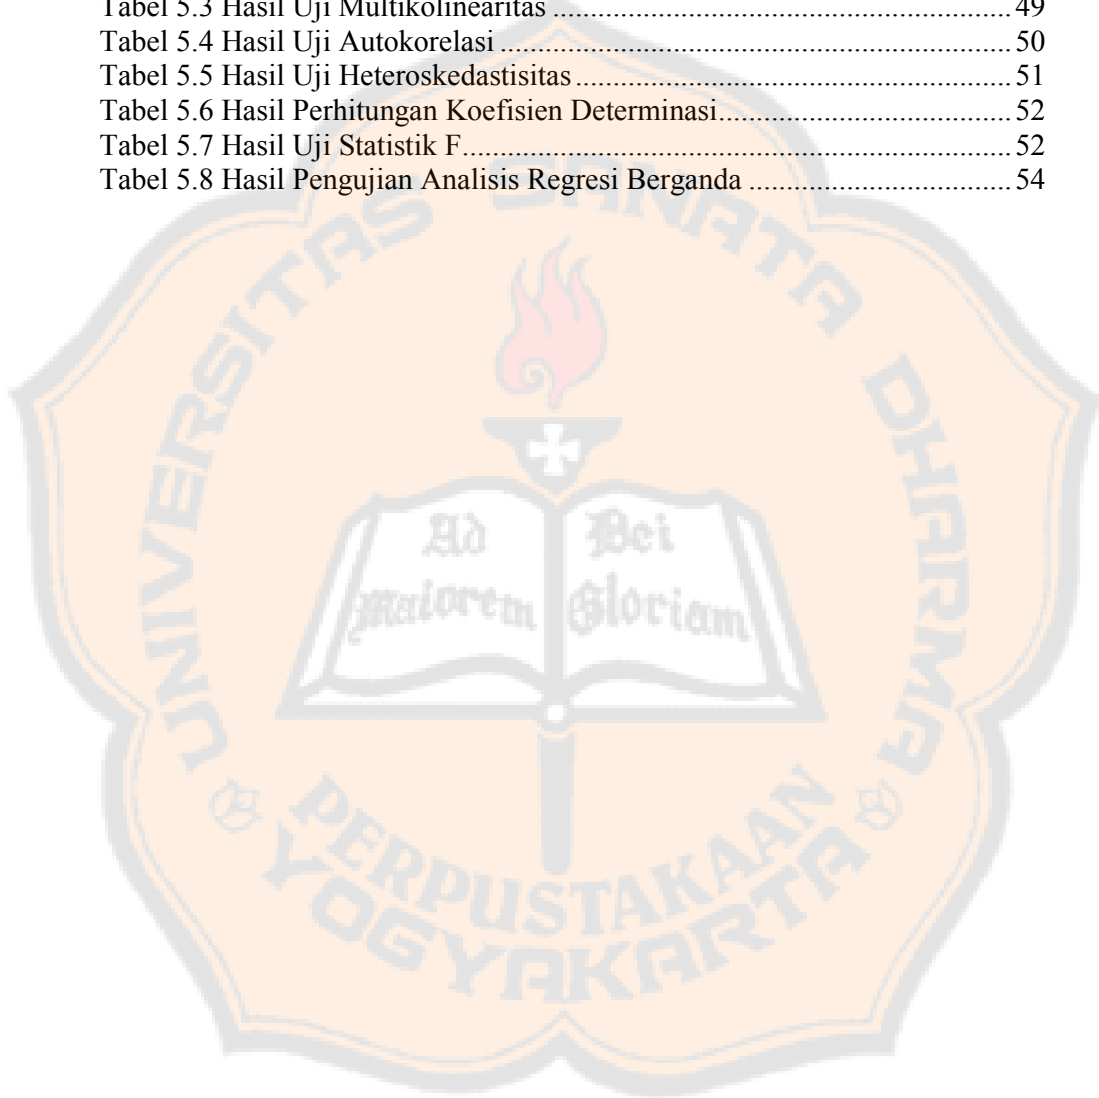 Tabel 5.3 Hasil Uji Multikolinearitas ............................................................. 49
Tabel 5.4 Hasil Uji Autokorelasi .................................................................... 50
Tabel 5.5 Hasil Uji Heteroskedastisitas .......................................................... 51
Tabel 5.6 Hasil Perhitungan Koefisien Determinasi....................................... 52
Tabel 5.7 Hasil Uji Statistik F......................................................................... 52
Tabel 5.8 Hasil Pengujian Analisis Regresi Berganda ................................... 54
UNIVERSITAS SANATA DHARMA
Ad Dei
maiorem Gloriam
PERPUSTAKAAN
YOGYAKARTA